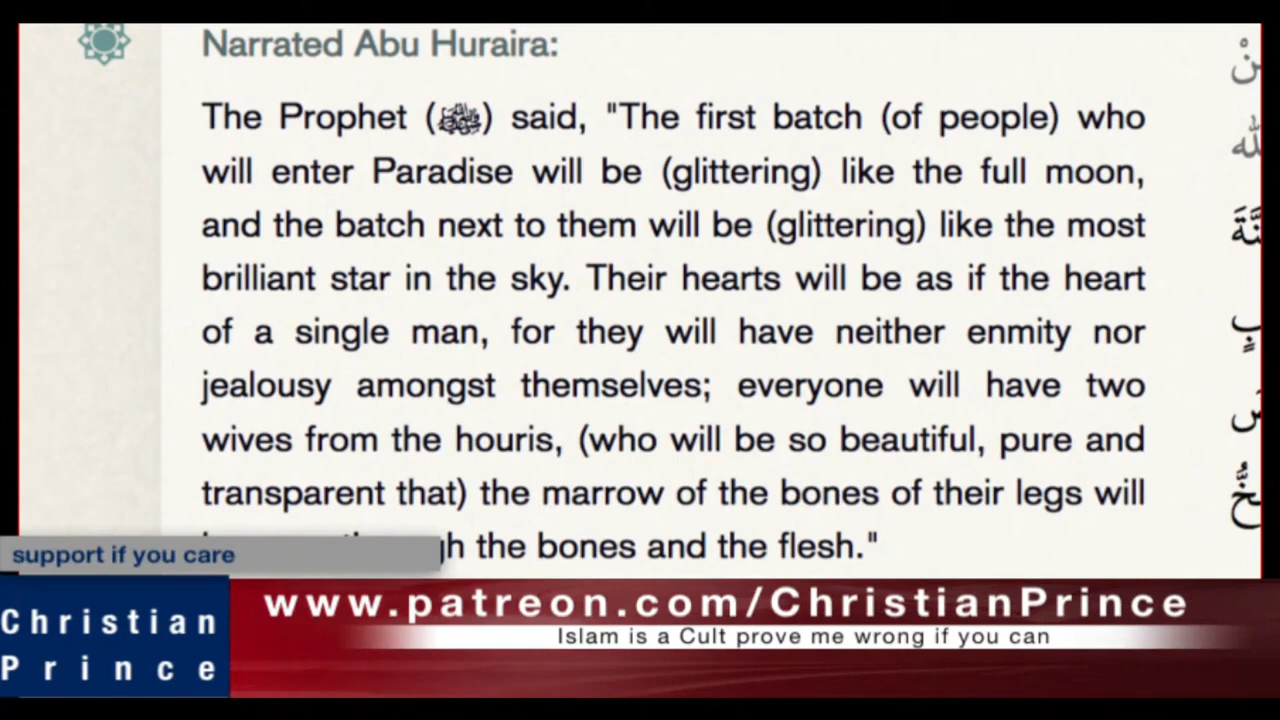 Narrated Abu Huraira:
The Prophet (ﷺ) said, "The first batch (of people) who
will enter Paradise will be (glittering) like the full moon,
and the batch next to them will be (glittering) like the most
brilliant star in the sky. Their hearts will be as if the heart
of a single man, for they will have neither enmity nor
jealousy amongst themselves; everyone will have two
wives from the houris, (who will be so beautiful, pure and
transparent that) the marrow of the bones of their legs will
the bones and the flesh."
support if you care
Christian
Prince
www.patreon.com/ChristianPrince
Islam is a Cult prove me wrong if you can